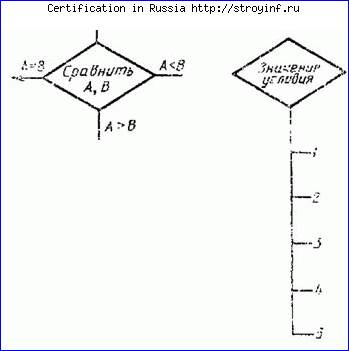 Certification in Russia http://stroyinf.ru
A=B
Сравнить
A, B
A<B
A>B
Значение
условия
1
2
3
4
5